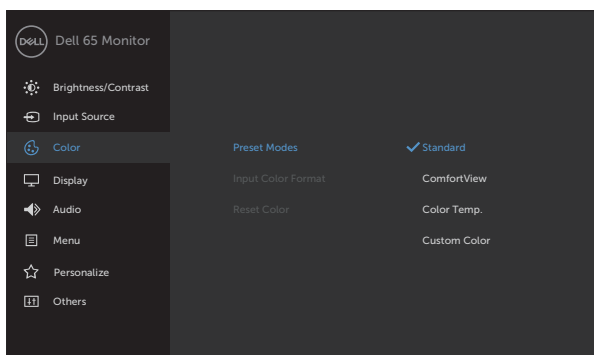 DELL Dell 65 Monitor
Brightness/Contrast
Input Source
Color Preset Modes Standard
Display Input Color Format ComfortView
Audio Reset Color Color Temp.
Menu Custom Color
Personalize
Others